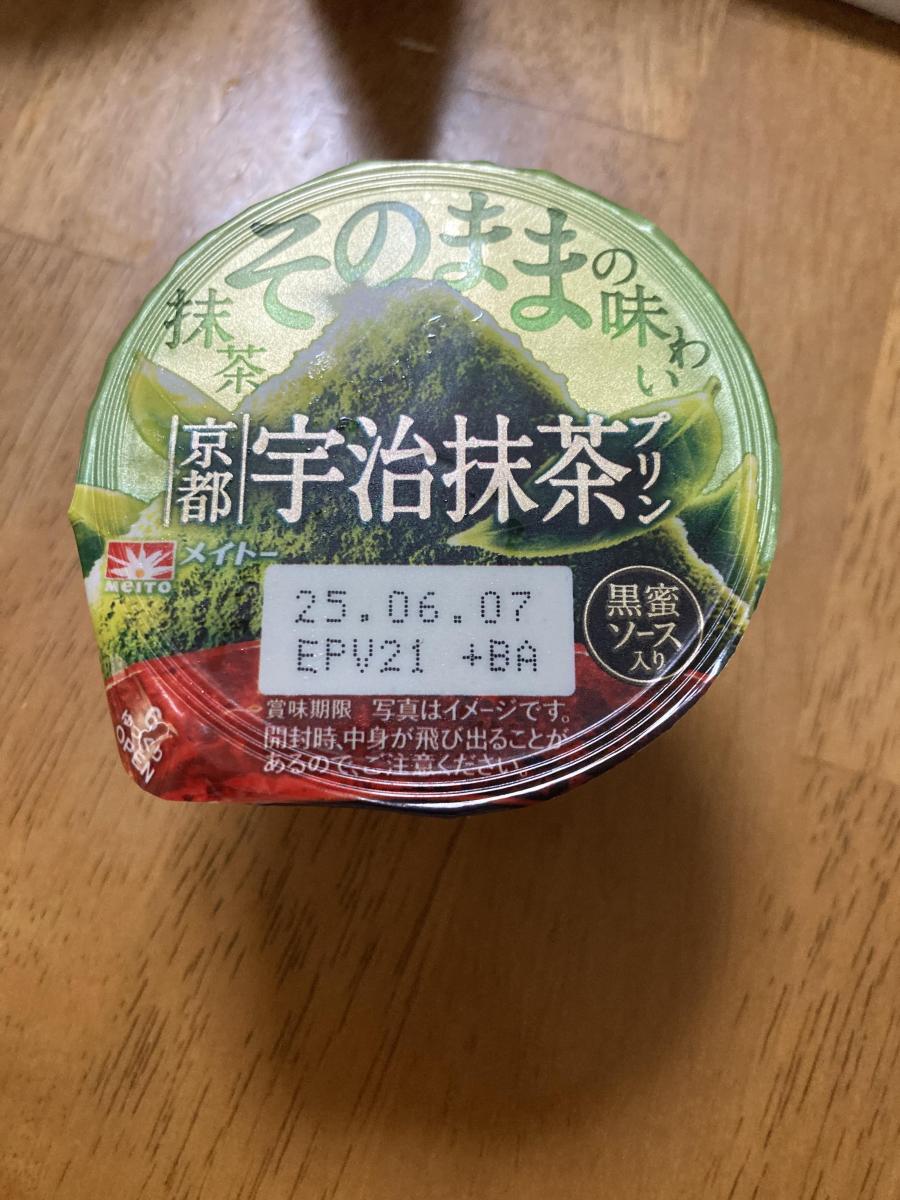 抹茶そのままの味わい
京都
宇治抹茶プリン
メイトー
MeiTO
25.06.07
EPV21 +BA
黒蜜
ソース
入り
賞味期限 写真はイメージです。
開封時、中身が飛び出ることが
あるので、ご注意ください。
OPEN